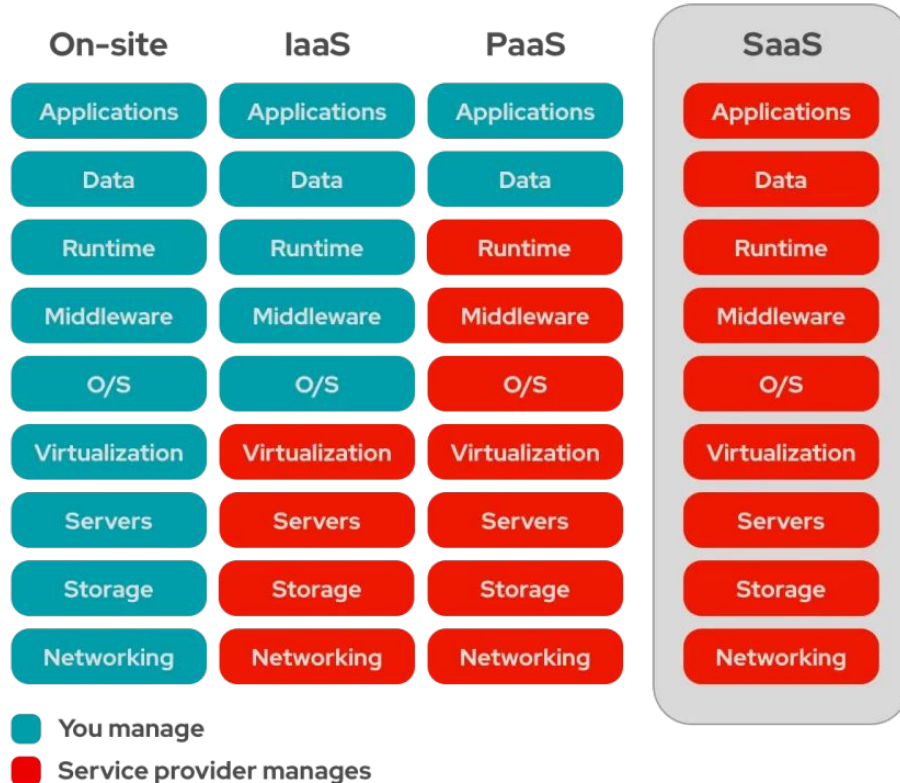 On-site IaaS PaaS SaaS
Applications Applications Applications Applications
Data Data Data Data
Runtime Runtime Runtime Runtime
Middleware Middleware Middleware Middleware
O/S O/S O/S O/S
Virtualization Virtualization Virtualization Virtualization
Servers Servers Servers Servers
Storage Storage Storage Storage
Networking Networking Networking Networking
You manage
Service provider manages